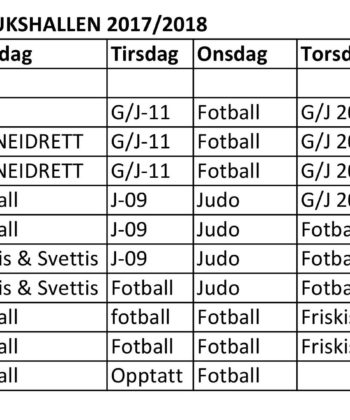 UKSHALLEN 2017/2018
dag Tirsdag Onsdag Torsd
G/J-11 Fotball G/J 20
NEIDRETT G/J-11 Fotball G/J 20
NEIDRETT G/J-11 Fotball G/J 20
all J-09 Judo G/J 20
all J-09 Judo Fotba
is & Svettis J-09 Judo Fotba
is & Svettis Fotball Judo Fotba
all fotball Fotball Friskis
all Fotball Fotball Friskis
all Opptatt Fotball